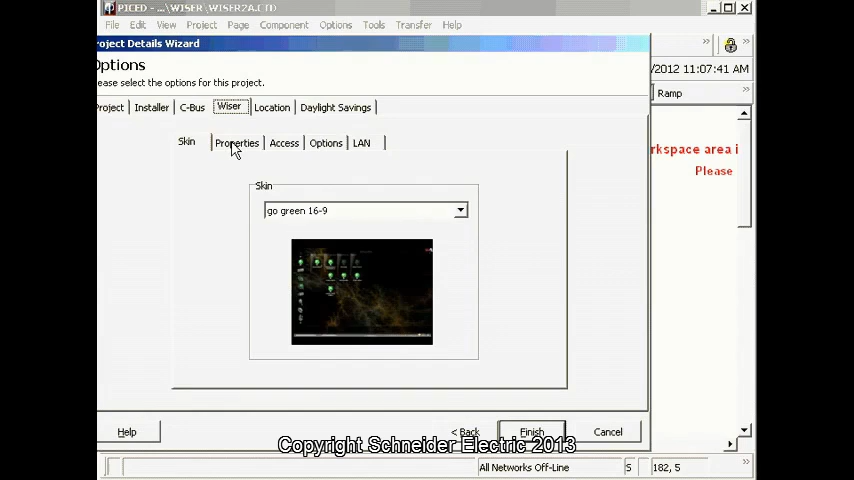 PICED - ...\WISER\WISER2A.CTD
File Edit View Project Page Component Options Tools Transfer Help
roject Details Wizard
/2012 11:07:41 AM
Options
ease select the options for this project.
Ramp
roject Installer C-Bus Wiser Location Daylight Savings
Skin Properties Access Options LAN
rkspace area i
Please
Skin
go green 16-9
Help < Back Finish Cancel
Copyright Schneider Electric 2013
All Networks Off-Line S 182, 5